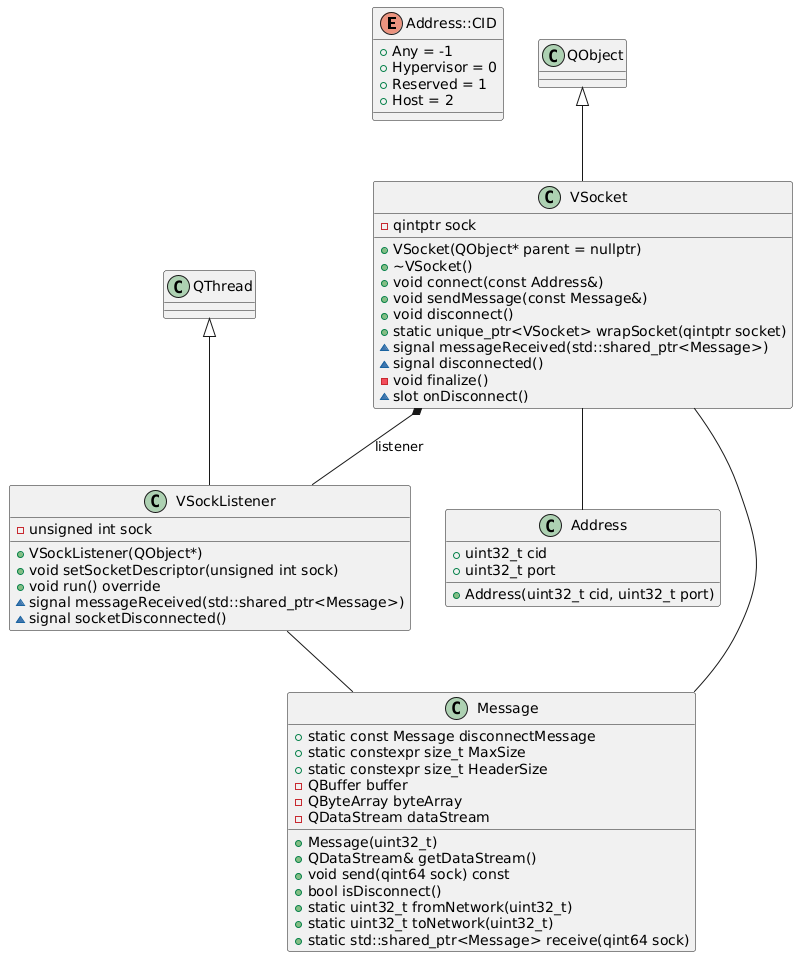 E Address::CID
Any = -1
Hypervisor = 0
Reserved = 1
Host = 2
C QObject
C VSocket
qintptr sock
VSocket(QObject* parent = nullptr)
~VSocket()
void connect(const Address&)
void sendMessage(const Message&)
void disconnect()
static unique_ptr<VSocket> wrapSocket(qintptr socket)
signal messageReceived(std::shared_ptr<Message>)
signal disconnected()
void finalize()
slot onDisconnect()
C QThread
listener
C VSockListener
unsigned int sock
VSockListener(QObject*)
void setSocketDescriptor(unsigned int sock)
void run() override
signal messageReceived(std::shared_ptr<Message>)
signal socketDisconnected()
C Address
uint32_t cid
uint32_t port
Address(uint32_t cid, uint32_t port)
C Message
static const Message disconnectMessage
static constexpr size_t MaxSize
static constexpr size_t HeaderSize
QBuffer buffer
QByteArray byteArray
QDataStream dataStream
Message(uint32_t)
QDataStream& getDataStream()
void send(qint64 sock) const
bool isDisconnect()
static uint32_t fromNetwork(uint32_t)
static uint32_t toNetwork(uint32_t)
static std::shared_ptr<Message> receive(qint64 sock)